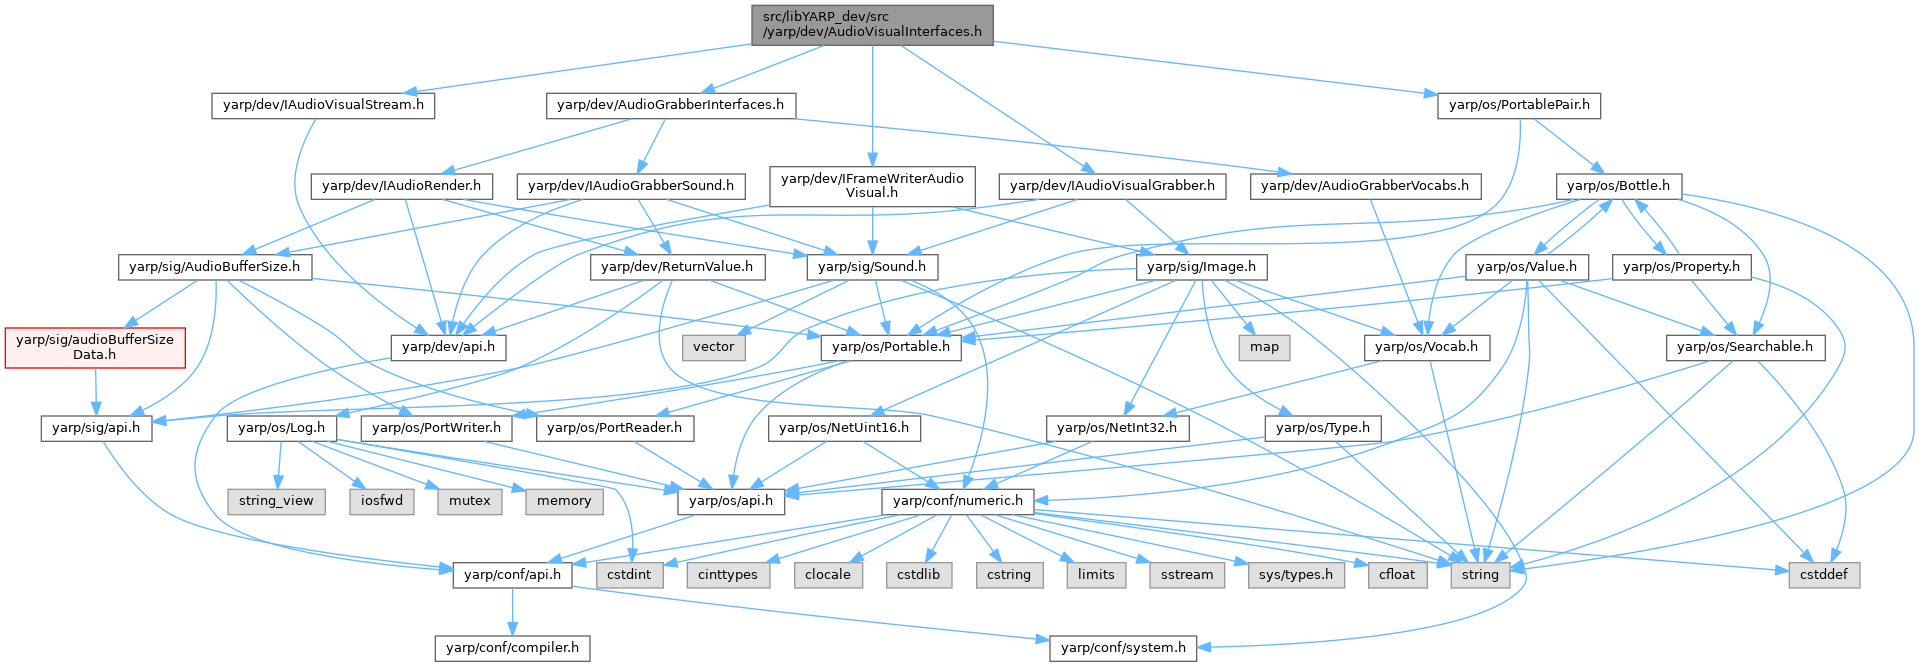 src/libYARP_dev/src
/yarp/dev/AudioVisualInterfaces.h
yarp/dev/IAudioVisualStream.h
yarp/dev/AudioGrabberInterfaces.h
yarp/os/PortablePair.h
yarp/dev/IAudioRender.h
yarp/dev/IAudioGrabberSound.h
yarp/dev/IFrameWriterAudio
Visual.h
yarp/dev/IAudioVisualGrabber.h
yarp/dev/AudioGrabberVocabs.h
yarp/os/Bottle.h
yarp/sig/AudioBufferSize.h
yarp/dev/ReturnValue.h
yarp/sig/Sound.h
yarp/sig/Image.h
yarp/os/Value.h
yarp/os/Property.h
yarp/sig/audioBufferSize
Data.h
yarp/dev/api.h
vector
yarp/os/Portable.h
map
yarp/os/Vocab.h
yarp/os/Searchable.h
yarp/sig/api.h
yarp/os/Log.h
yarp/os/PortWriter.h
yarp/os/PortReader.h
yarp/os/NetUint16.h
yarp/os/NetInt32.h
yarp/os/Type.h
string_view
iosfwd
mutex
memory
yarp/os/api.h
yarp/conf/numeric.h
yarp/conf/api.h
cstdint
cinttypes
clocale
cstdlib
cstring
limits
sstream
sys/types.h
cfloat
string
cstddef
yarp/conf/compiler.h
yarp/conf/system.h